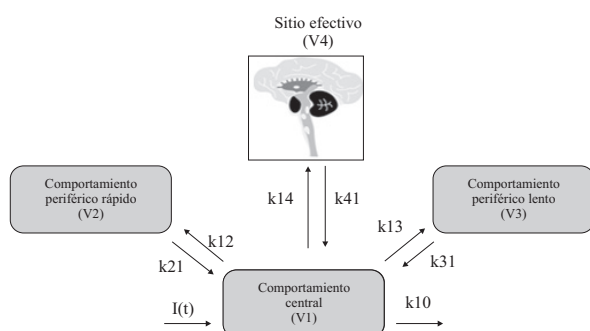 Sitio efectivo
(V4)
Comportamiento
periférico rápido
(V2)
k14
k41
Comportamiento
periférico lento
(V3)
k12
k21
k13
k31
I(t)
Comportamiento
central
(V1)
k10